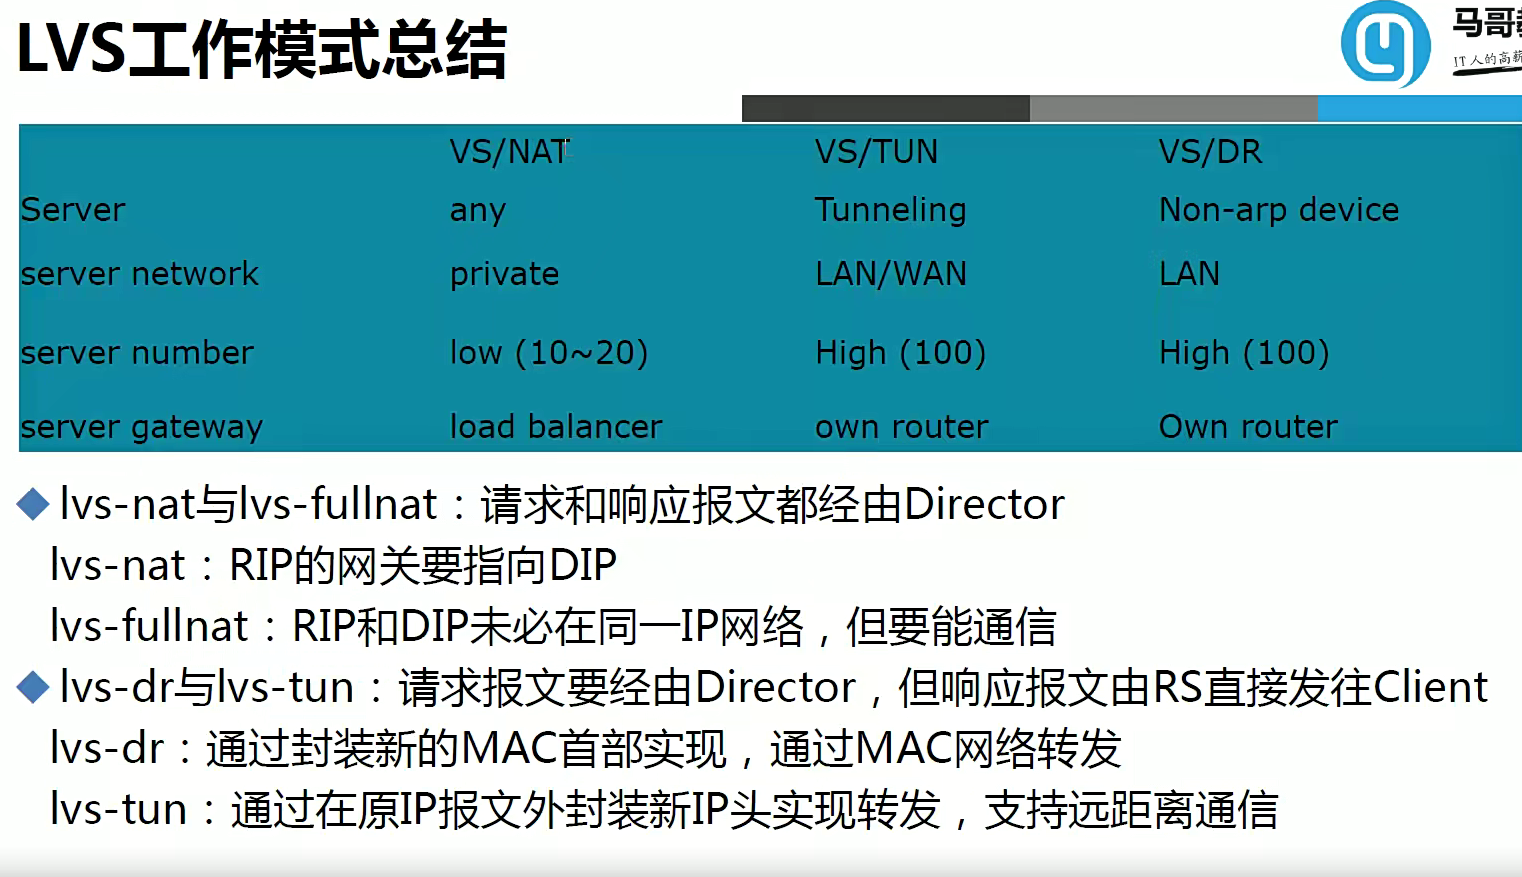 LVS工作模式总结
马哥教
IT人的高薪
VS/NAT VS/TUN VS/DR
Server any Tunneling Non-arp device
server network private LAN/WAN LAN
server number low (10~20) High (100) High (100)
server gateway load balancer own router Own router
lvs-nat与lvs-fullnat：请求和响应报文都经由Director
lvs-nat：RIP的网关要指向DIP
lvs-fullnat：RIP和DIP未必在同一IP网络，但要能通信
lvs-dr与lvs-tun：请求报文要经由Director，但响应报文由RS直接发往Client
lvs-dr：通过封装新的MAC首部实现，通过MAC网络转发
lvs-tun：通过在原IP报文外封装新IP头实现转发，支持远距离通信